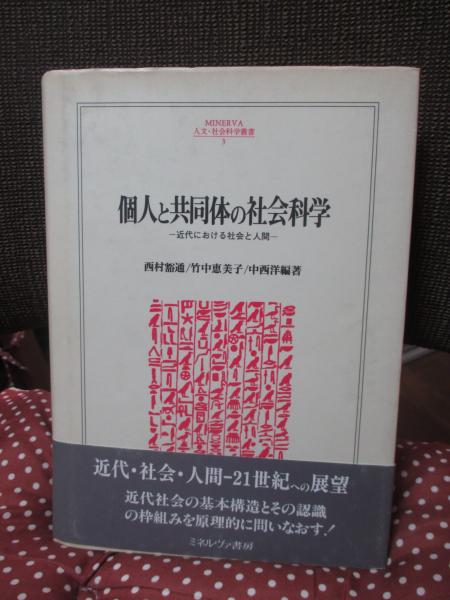 MINERVA
人文・社会科学叢書
3
個人と共同体の社会科学
—近代における社会と人間—
西村豁通/竹中恵美子/中西洋編著
近代・社会・人間–21世紀への展望
近代社会の基本構造とその認識
の枠組みを原理的に問いなおす!
ミネルヴァ書房